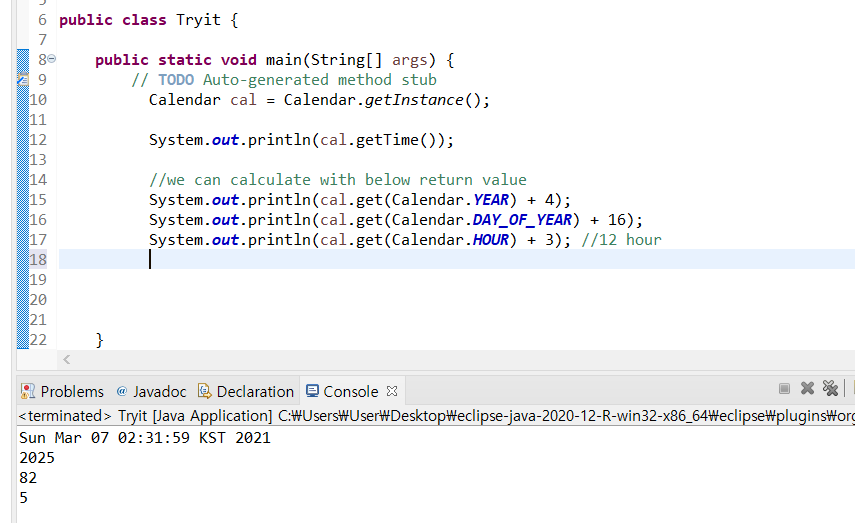 6 public class Tryit {
7
8 public static void main(String[] args) {
9 // TODO Auto-generated method stub
10 Calendar cal = Calendar.getInstance();
11
12 System.out.println(cal.getTime());
13
14 //we can calculate with below return value
15 System.out.println(cal.get(Calendar.YEAR) + 4);
16 System.out.println(cal.get(Calendar.DAY_OF_YEAR) + 16);
17 System.out.println(cal.get(Calendar.HOUR) + 3); //12 hour
18
19
20
21
22 }
Problems @ Javadoc Declaration Console
<terminated> Tryit [Java Application] C:₩Users₩User₩Desktop₩eclipse-java-2020-12-R-win32-x86_64₩eclipse₩plugins₩org
Sun Mar 07 02:31:59 KST 2021
2025
82
5